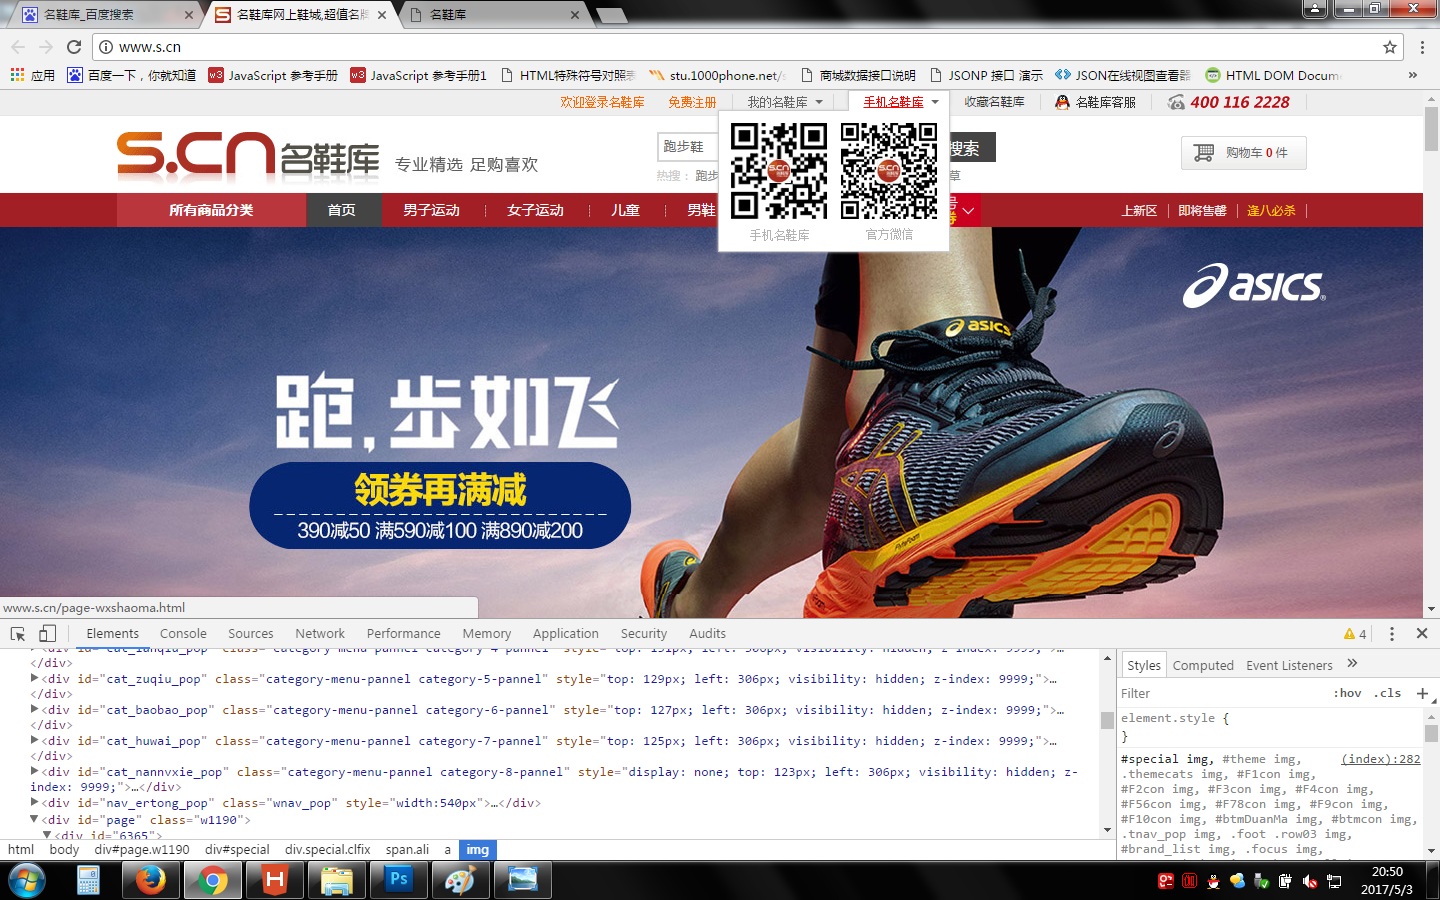 名鞋库_百度搜索
名鞋库网上鞋城,超值名牌
名鞋库
www.s.cn
应用
百度一下，你就知道
JavaScript 参考手册
JavaScript 参考手册1
HTML特殊符号对照表
stu.1000phone.net/
商城数据接口说明
JSONP 接口 演示
JSON在线视图查看器
HTML DOM Docum
»
欢迎登录名鞋库
免费注册
我的名鞋库
手机名鞋库
收藏名鞋库
名鞋库客服
400 116 2228
s.cn 名鞋库
专业精选 足购喜欢
跑步鞋
搜索
热搜：
跑步
草
购物车 0 件
手机名鞋库
官方微信
所有商品分类
首页
男子运动
女子运动
儿童
男鞋
上新区
即将售罄
逢八必杀
asics
asics
跑,步如飞
领券再满减
390减50 满590减100 满890减200
FlyteFoam
www.s.cn/page-wxshaoma.html
Elements
Console
Sources
Network
Performance
Memory
Application
Security
Audits
4
</div>
<div id="cat_zuqiu_pop" class="category-menu-pannel category-5-pannel" style="top: 129px; left: 306px; visibility: hidden; z-index: 9999;">…
</div>
<div id="cat_baobao_pop" class="category-menu-pannel category-6-pannel" style="top: 127px; left: 306px; visibility: hidden; z-index: 9999;">…
</div>
<div id="cat_huwai_pop" class="category-menu-pannel category-7-pannel" style="top: 125px; left: 306px; visibility: hidden; z-index: 9999;">…
</div>
<div id="cat_nannvxie_pop" class="category-menu-pannel category-8-pannel" style="display: none; top: 123px; left: 306px; visibility: hidden; z-
index: 9999;">…</div>
<div id="nav_ertong_pop" class="wnav_pop" style="width:540px">…</div>
<div id="page" class="w1190">
<div id="6365">
html
body
div#page.w1190
div#special
div.special.clfix
span.ali
a
img
Styles
Computed
Event Listeners
»
Filter
:hov
.cls
+
element.style {
}
#special img, #theme img,
(index):282
.themecats img, #F1con img,
#F2con img, #F3con img, #F4con img,
#F56con img, #F78con img, #F9con img,
#F10con img, #btmDuanMa img, #btmcon img,
.tnav_pop img, .foot .row03 img,
#brand_list img, .focus img,
Ps
20:50
2017/5/3